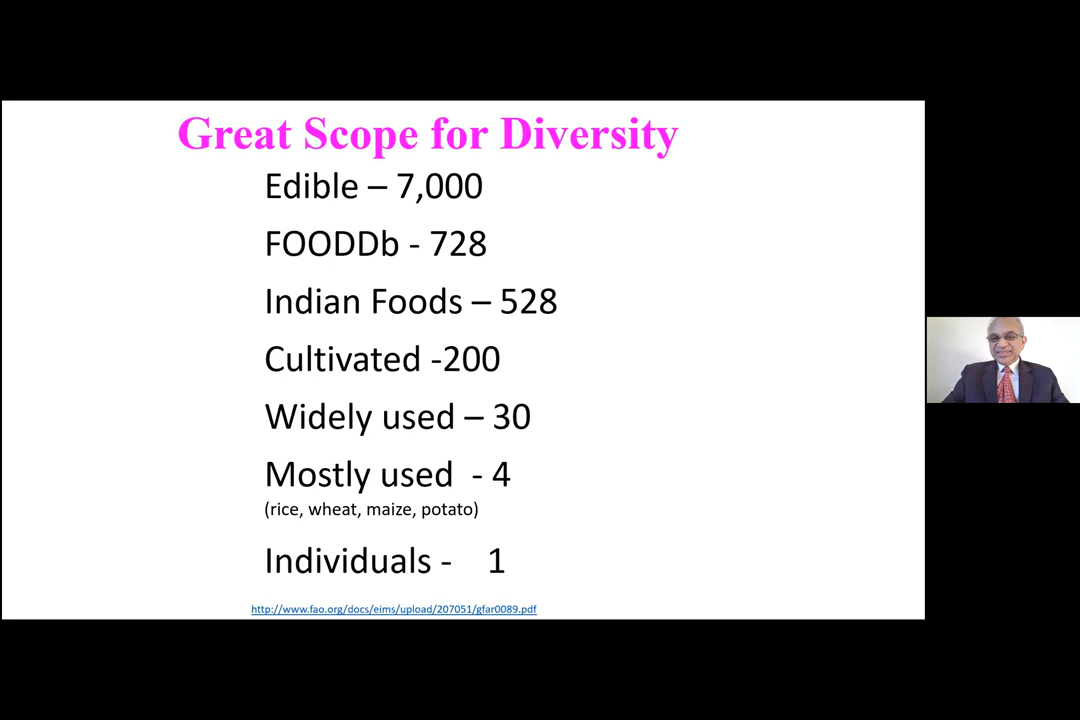 Great Scope for Diversity
Edible – 7,000
FOODDb - 728
Indian Foods – 528
Cultivated -200
Widely used – 30
Mostly used - 4
(rice, wheat, maize, potato)
Individuals - 1
http://www.fao.org/docs/eims/upload/207051/gfar0089.pdf